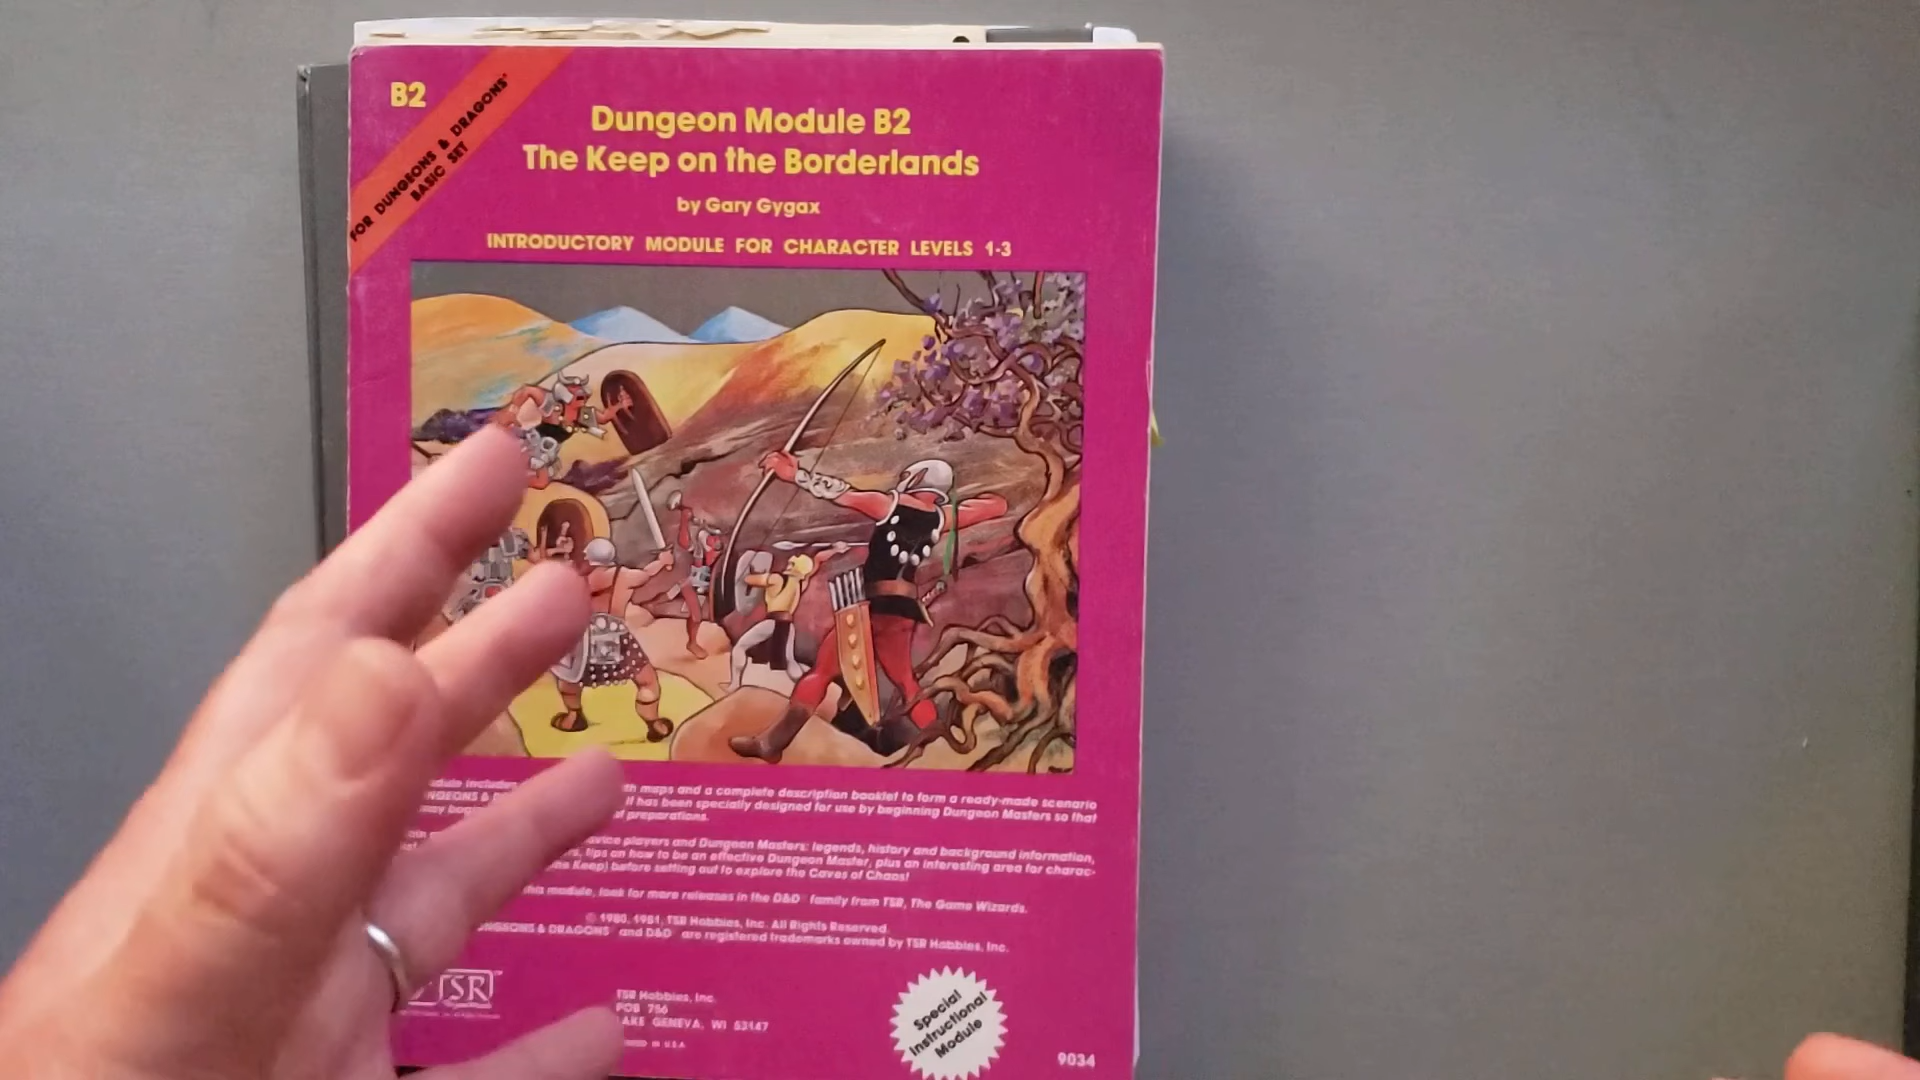 B2
FOR DUNGEONS & DRAGONS®
BASIC SET
Dungeon Module B2
The Keep on the Borderlands
by Gary Gygax
INTRODUCTORY MODULE FOR CHARACTER LEVELS 1-3
maps and a complete description booklet to form a ready-made scenario
It has been specially designed for use by beginning Dungeon Masters so that
of preparations.
players and Dungeon Masters: legends, history and background information,
tips on how to be an effective Dungeon Master, plus an interesting area for charac-
Keep) before setting out to explore the Caves of Chaos!
this module, look for more releases in the D&D® family from TSR, The Game Wizards.
© 1980, 1981, TSR Hobbies, Inc. All Rights Reserved.
& DRAGONS® and D&D® are registered trademarks owned by TSR Hobbies, Inc.
TSR
TSR Hobbies, Inc.
POB 756
LAKE GENEVA, WI 53147
IN U.S.A.
Special
Instructional
Module
9034